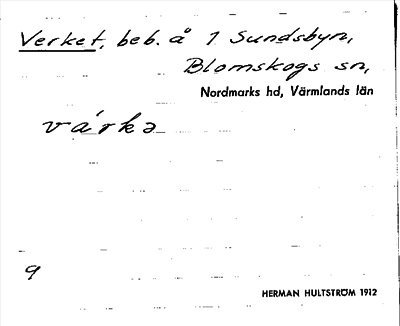 Verket, beb. å 1 Sundsbyn,
Blomskogs sn,
Nordmarks hd, Värmlands län
várkə
9
HERMAN HULTSTRÖM 1912